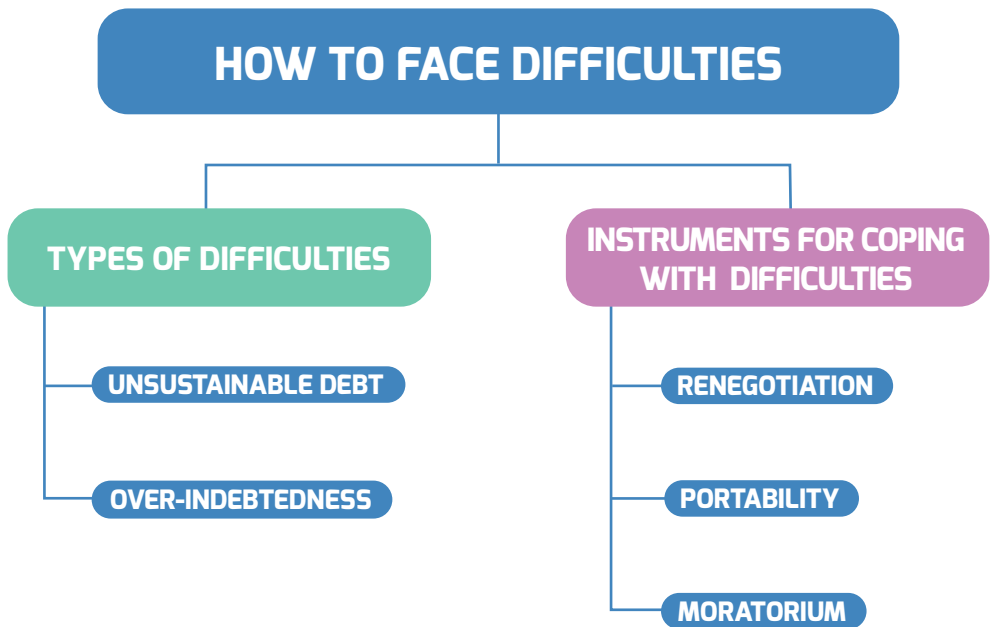 HOW TO FACE DIFFICULTIES
TYPES OF DIFFICULTIES
UNSUSTAINABLE DEBT
OVER-INDEBTEDNESS
INSTRUMENTS FOR COPING
WITH DIFFICULTIES
RENEGOTIATION
PORTABILITY
MORATORIUM